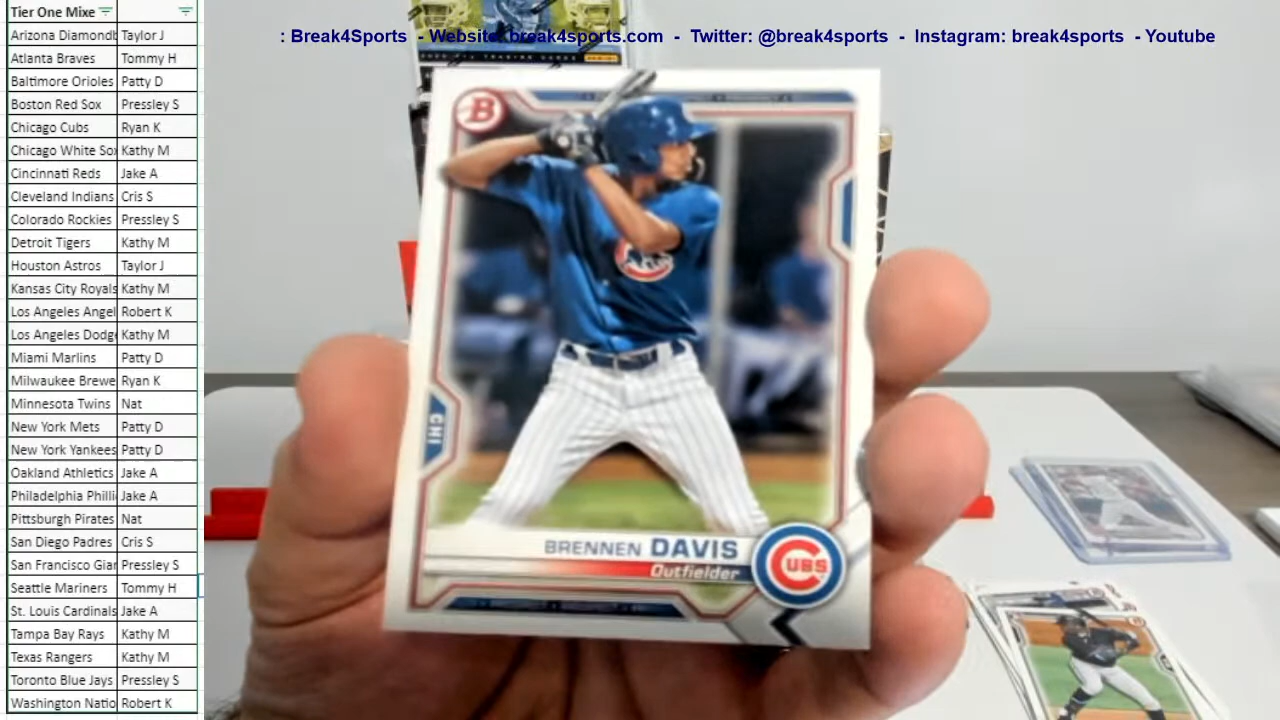 Tier One Mixe
Arizona Diamondb Taylor J
Atlanta Braves Tommy H
Baltimore Orioles Patty D
Boston Red Sox Pressley S
Chicago Cubs Ryan K
Chicago White Sox Kathy M
Cincinnati Reds Jake A
Cleveland Indians Cris S
Colorado Rockies Pressley S
Detroit Tigers Kathy M
Houston Astros Taylor J
Kansas City Royals Kathy M
Los Angeles Angel Robert K
Los Angeles Dodge Kathy M
Miami Marlins Patty D
Milwaukee Brewe Ryan K
Minnesota Twins Nat
New York Mets Patty D
New York Yankees Patty D
Oakland Athletics Jake A
Philadelphia Philli Jake A
Pittsburgh Pirates Nat
San Diego Padres Cris S
San Francisco Giar Pressley S
Seattle Mariners Tommy H
St. Louis Cardinals Jake A
Tampa Bay Rays Kathy M
Texas Rangers Kathy M
Toronto Blue Jays Pressley S
Washington Natio Robert K
: Break4Sports - Website: break4sports.com - Twitter: @break4sports - Instagram: break4sports - Youtube
B
CHI
BRENNEN DAVIS
Outfielder
CUBS